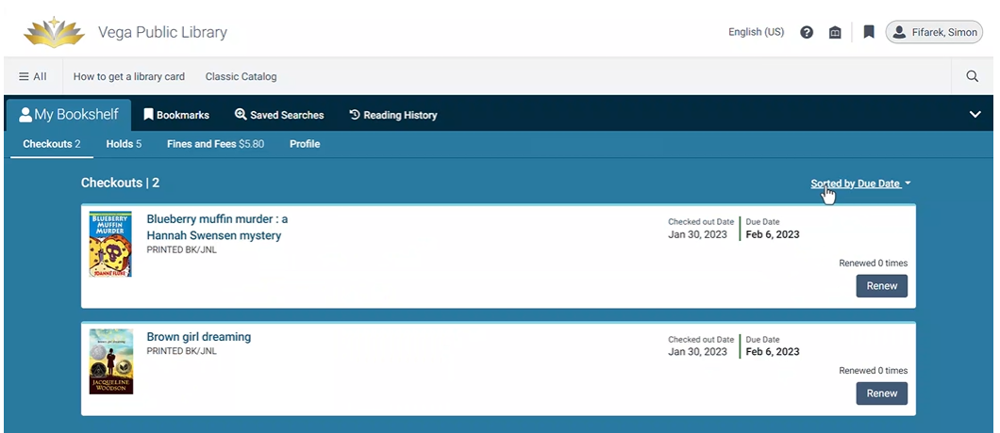 Vega Public Library
English (US)
Fifarek, Simon
All
How to get a library card
Classic Catalog
My Bookshelf
Bookmarks
Saved Searches
Reading History
Checkouts 2
Holds 5
Fines and Fees $5.80
Profile
Checkouts | 2
Sorted by Due Date
BLUEBERRY
MUFFIN
MURDER
JOANNE FLUKE
Blueberry muffin murder : a
Hannah Swensen mystery
PRINTED BK/JNL
Checked out Date
Jan 30, 2023
Due Date
Feb 6, 2023
Renewed 0 times
Renew
brown girl dreaming
JACQUELINE
WOODSON
Brown girl dreaming
PRINTED BK/JNL
Checked out Date
Jan 30, 2023
Due Date
Feb 6, 2023
Renewed 0 times
Renew